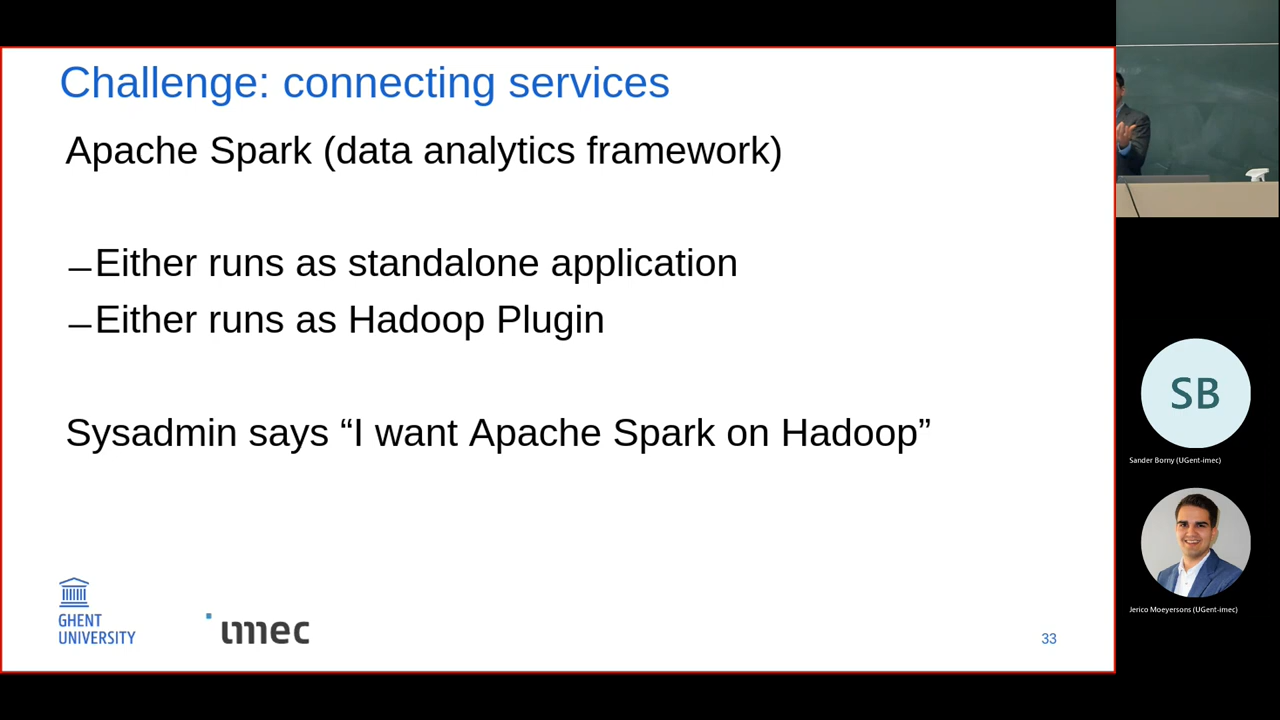 Challenge: connecting services
Apache Spark (data analytics framework)
–Either runs as standalone application
–Either runs as Hadoop Plugin
Sysadmin says “I want Apache Spark on Hadoop”
GHENT
UNIVERSITY
imec
33
SB
Sander Borny (UGent-imec)
Jerico Moeyersons (UGent-imec)